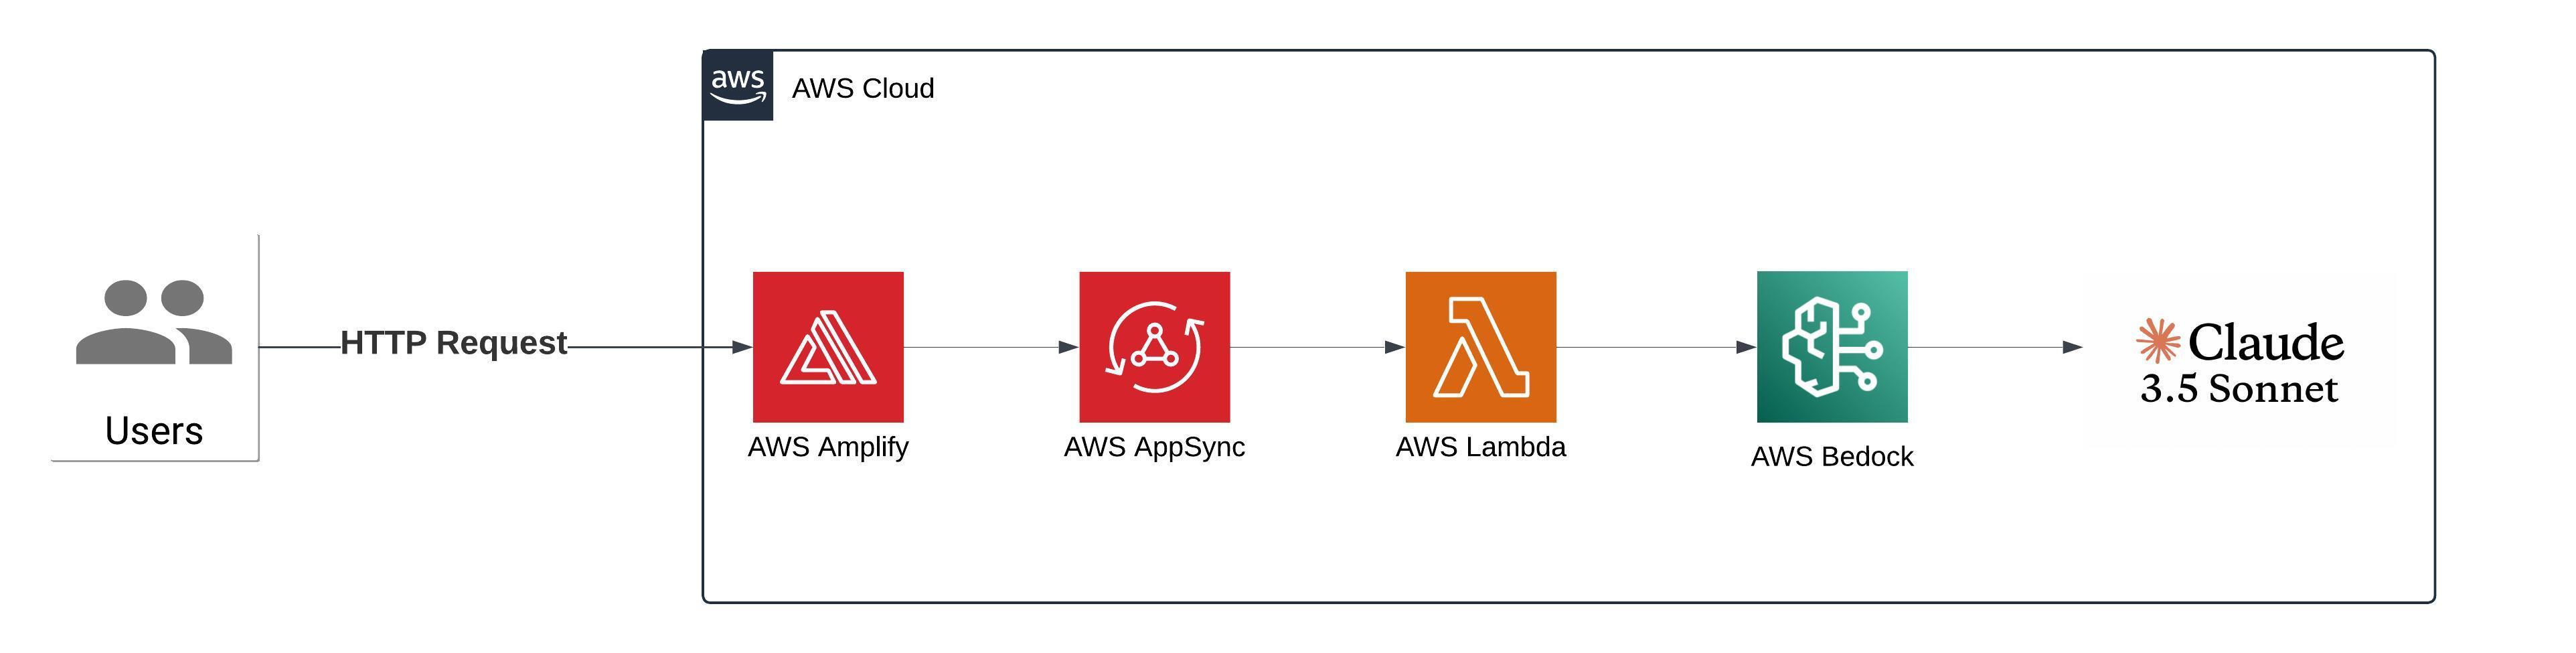 aws
AWS Cloud
Users
HTTP Request
AWS Amplify
AWS AppSync
AWS Lambda
AWS Bedock
Claude
3.5 Sonnet